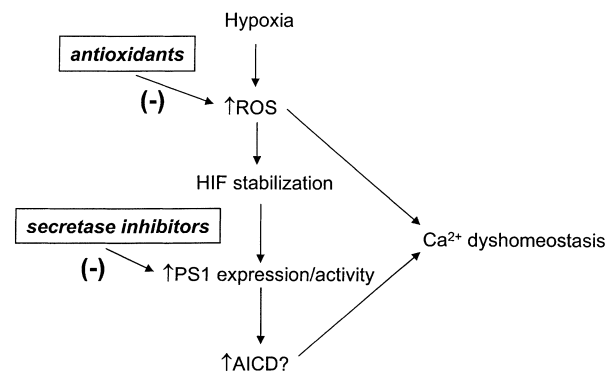 Hypoxia
antioxidants
(-)
↑ROS
HIF stabilization
secretase inhibitors
Ca²⁺ dyshomeostasis
(-)
↑PS1 expression/activity
↑AICD?